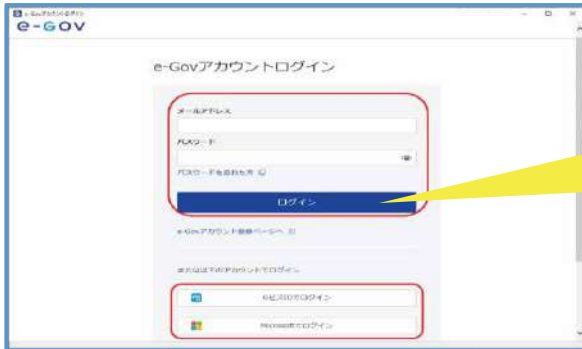 e-Govアカウントログイン
e-GOV
e-Govアカウントログイン
メールアドレス
パスワード
パスワードを忘れた方
ログイン
e-Govアカウント登録ページへ
または以下のアカウントでログイン
GビズIDでログイン
Microsoftでログイン